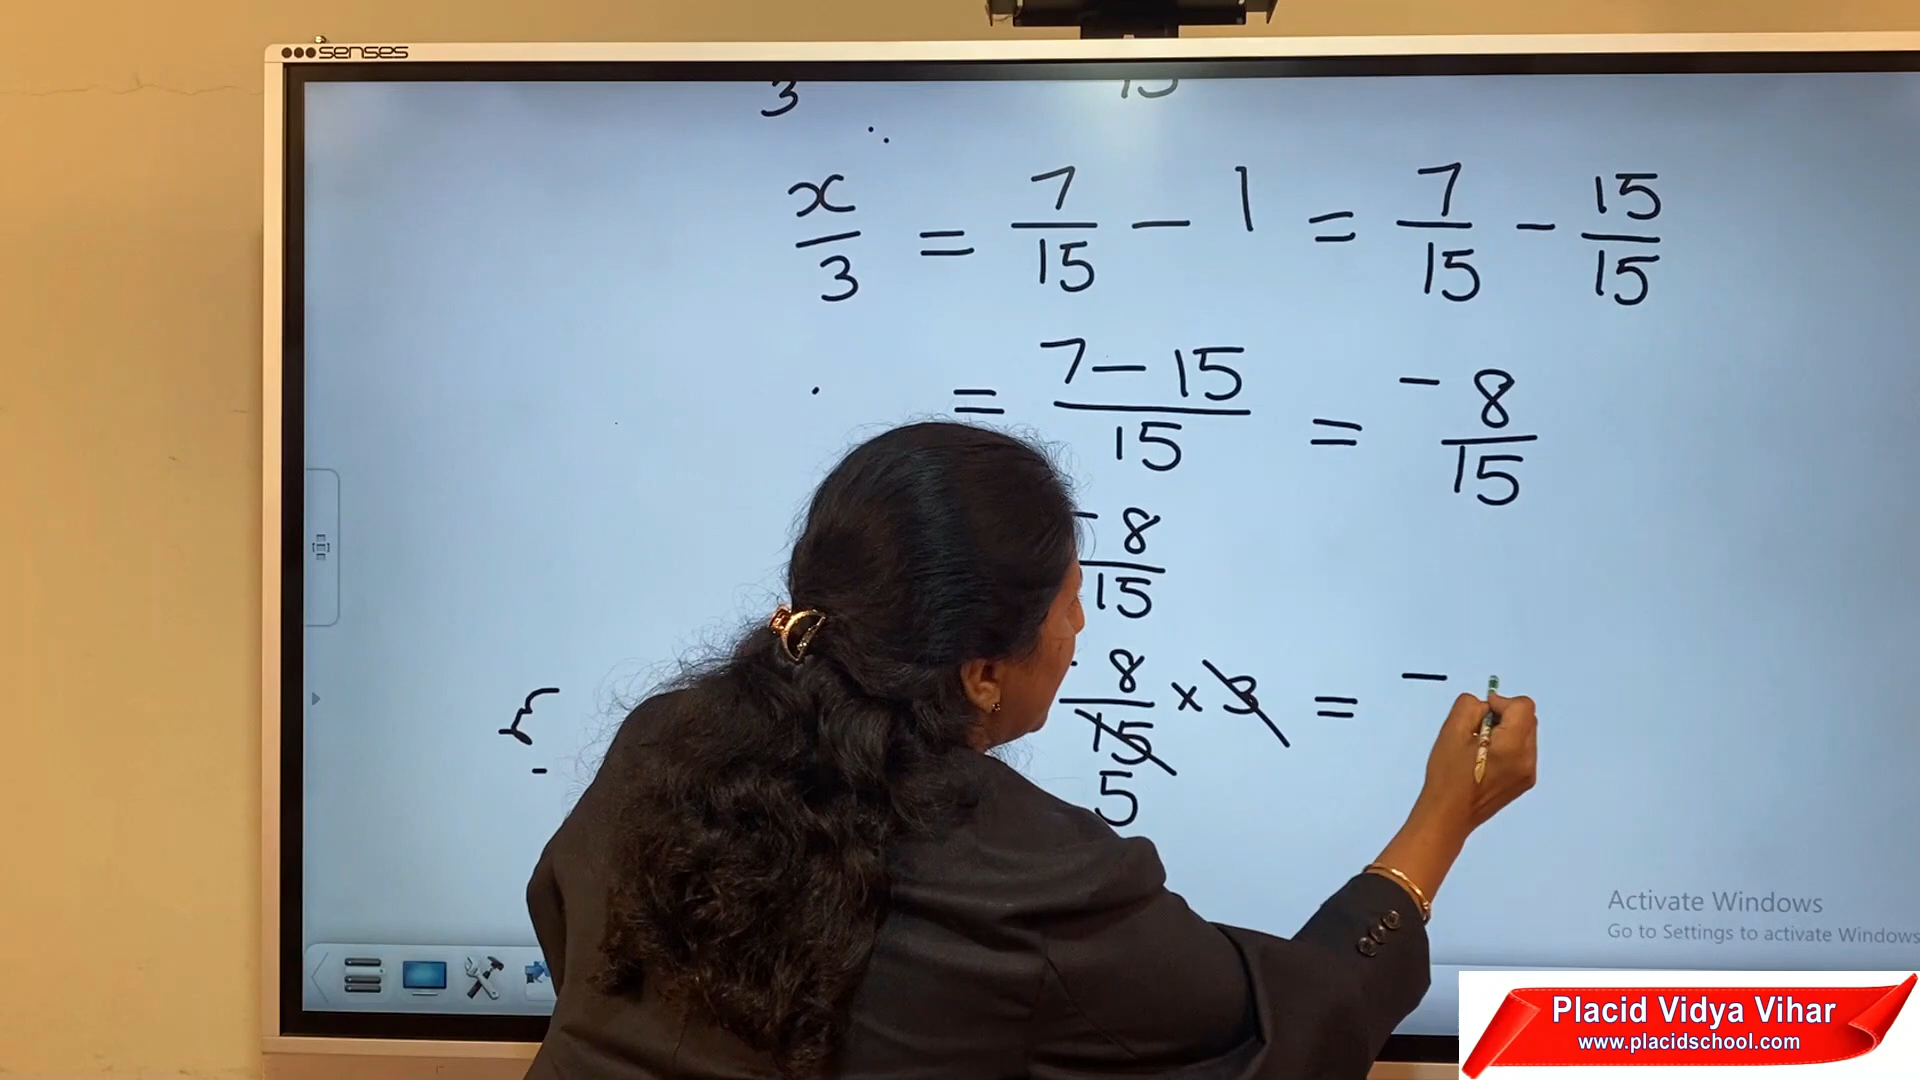 senses
3 15
x/3 = 7/15 - 1 = 7/15 - 15/15
= 7-15/15 = -8/15
-8/15
-8/15 × 3 = -
5
Activate Windows
Go to Settings to activate Windows
Placid Vidya Vihar
www.placidschool.com